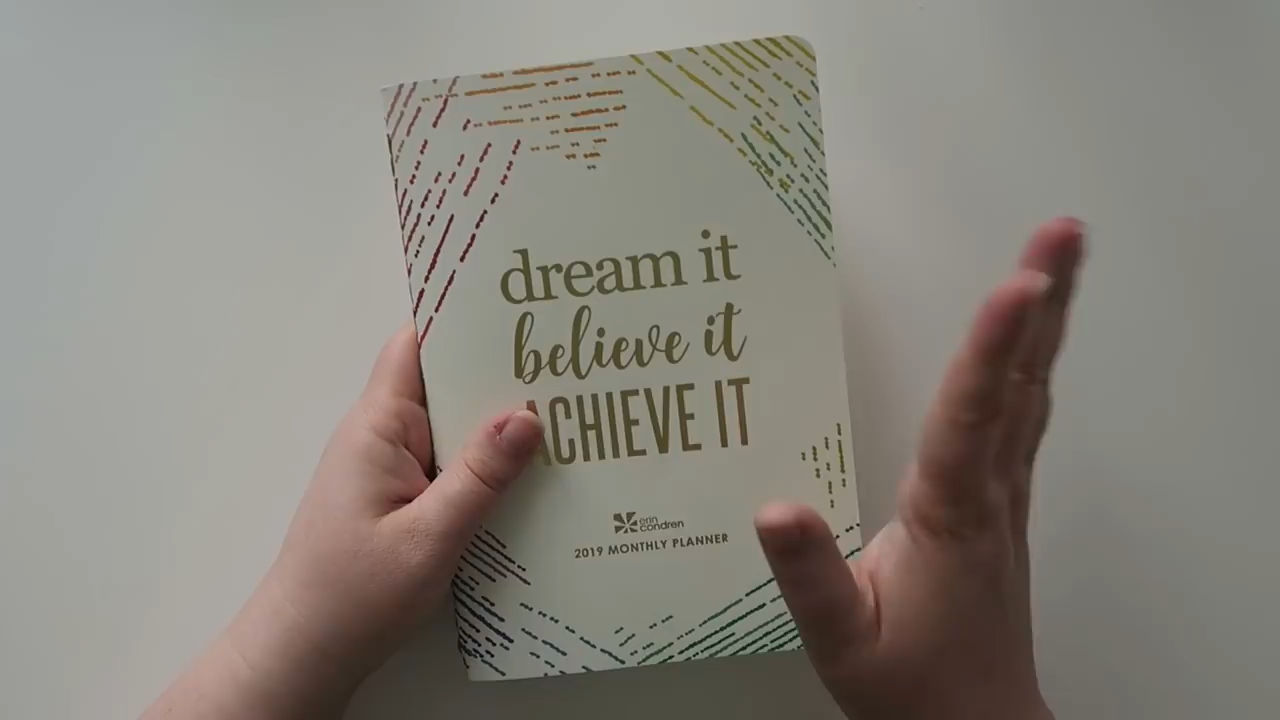 dream it
believe it
ACHIEVE IT
erin
condren
2019 MONTHLY PLANNER